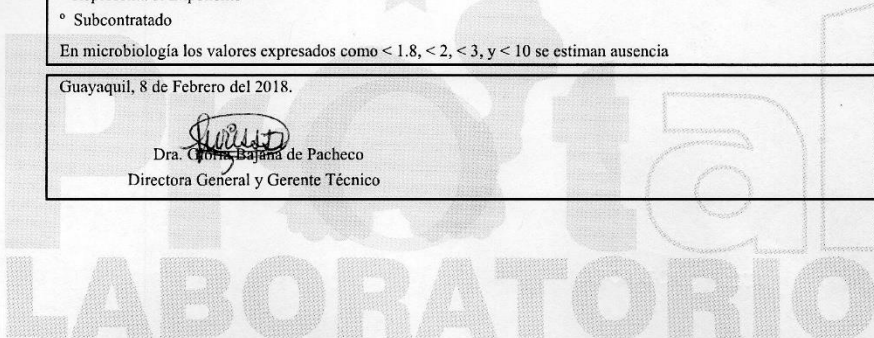 º Subcontratado
En microbiología los valores expresados como < 1.8, < 2, < 3, y < 10 se estiman ausencia
Guayaquil, 8 de Febrero del 2018.
Dra. Gloria Bajaña de Pacheco
Directora General y Gerente Técnico
Protal
LABORATORIO